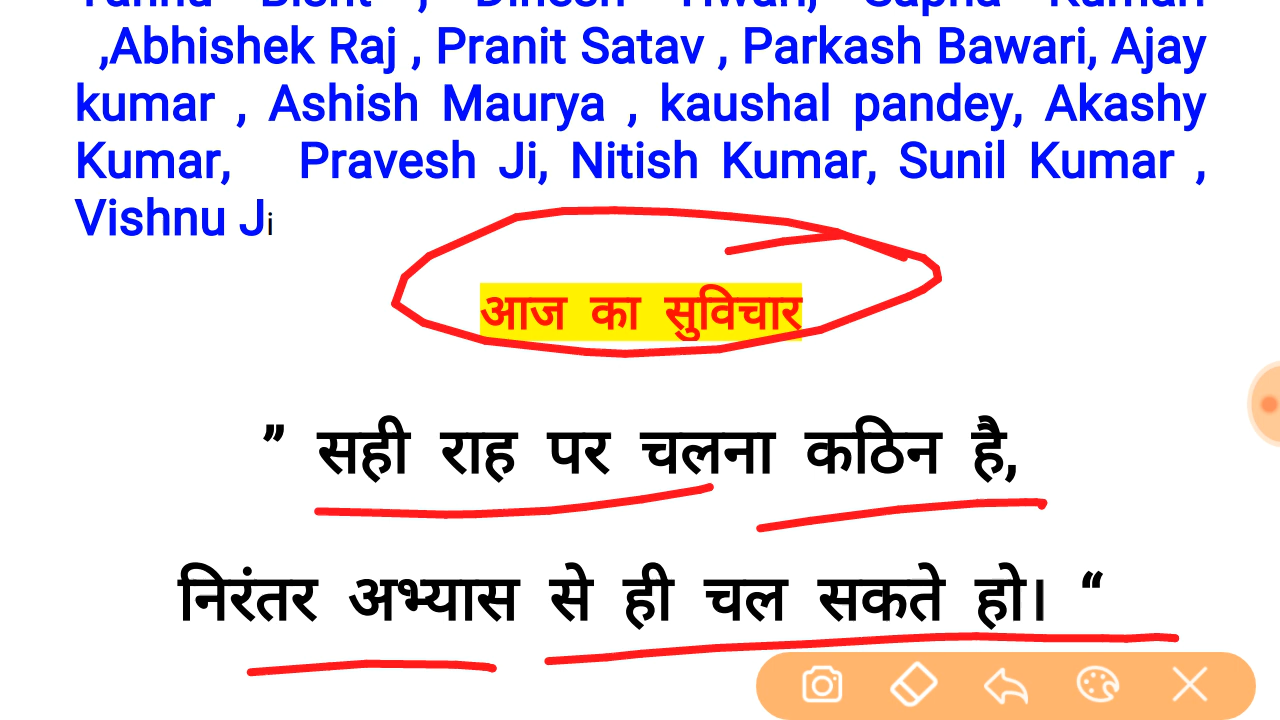 ,Abhishek Raj , Pranit Satav , Parkash Bawari, Ajay
kumar , Ashish Maurya , kaushal pandey, Akashy
Kumar, Pravesh Ji, Nitish Kumar, Sunil Kumar ,
Vishnu Ji
आज का सुविचार
” सही राह पर चलना कठिन है,
निरंतर अभ्यास से ही चल सकते हो। “